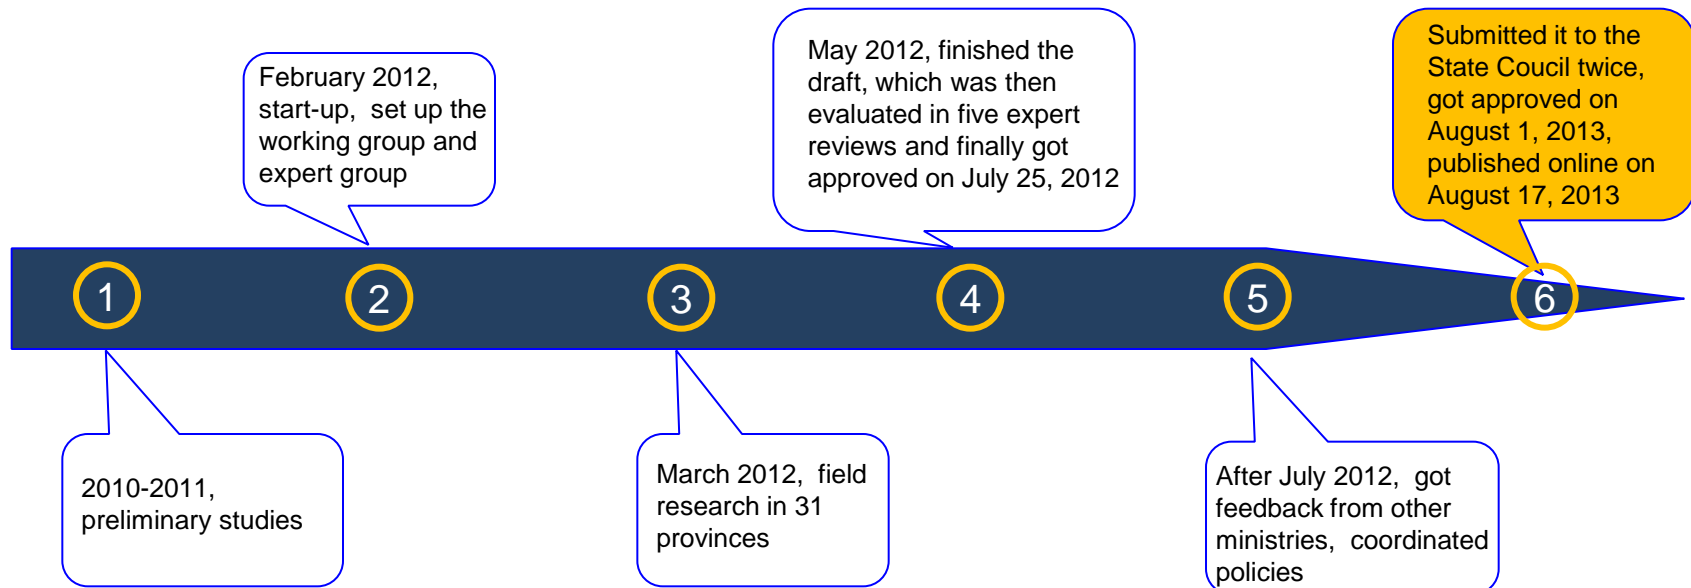 February 2012,
start-up, set up the
working group and
expert group
May 2012, finished the
draft, which was then
evaluated in five expert
reviews and finally got
approved on July 25, 2012
Submitted it to the
State Coucil twice,
got approved on
August 1, 2013,
published online on
August 17, 2013
1
2
3
4
5
6
2010-2011,
preliminary studies
March 2012, field
research in 31
provinces
After July 2012, got
feedback from other
ministries, coordinated
policies